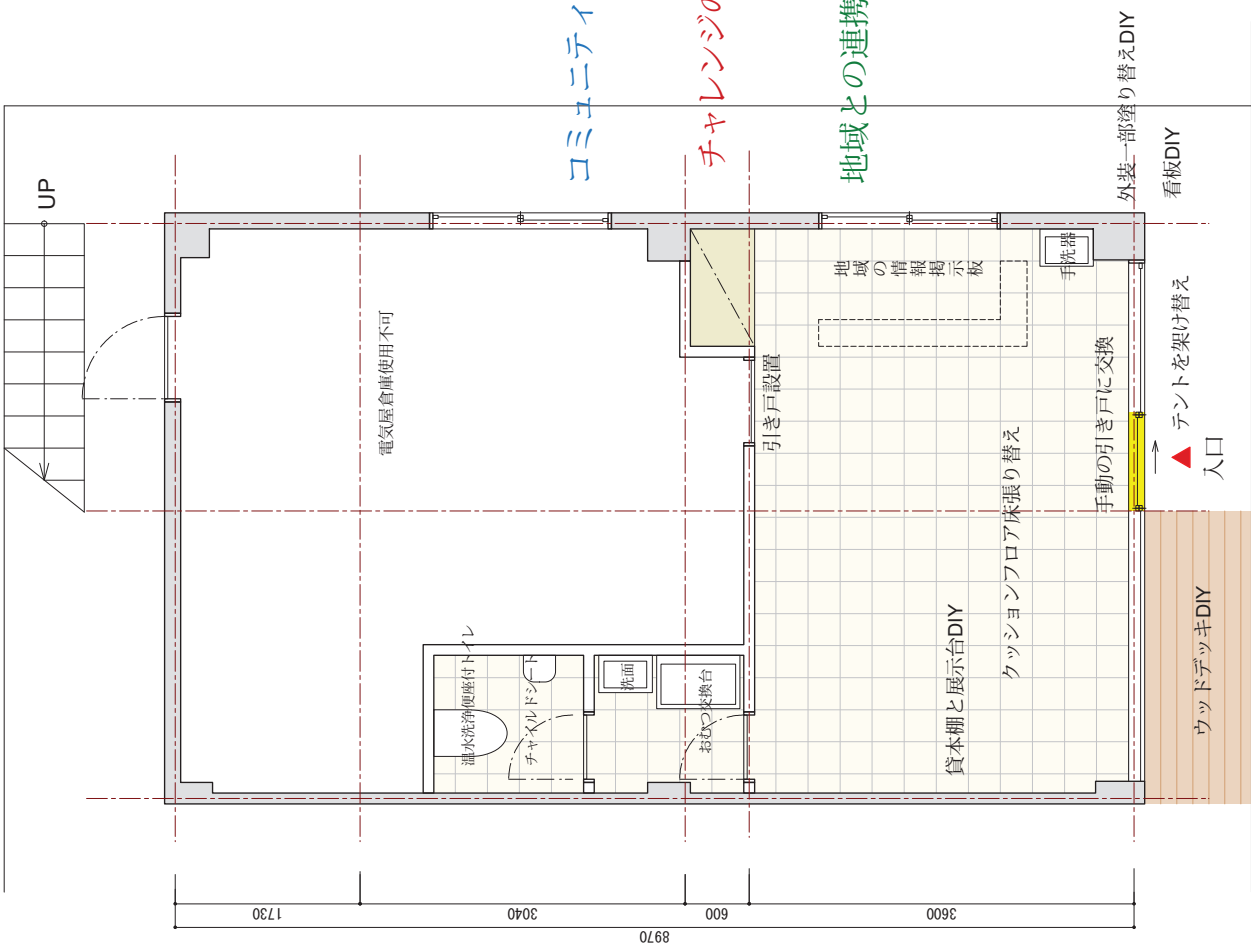 コミュニティ
チャレンジの
地域との連携
外装一部塗り替えDIY
看板DIY
UP
電気屋倉庫使用不可
地域の情報掲示板
手洗器
引き戸設置
手動の引き戸に交換
テントを架け替え
入口
クッションフロア床張り替え
貸本棚と展示台DIY
ウッドデッキDIY
温水洗浄便座付トイレ
チャイルドシート
洗面
おむつ交換台
1730
3040
600
3600
8970